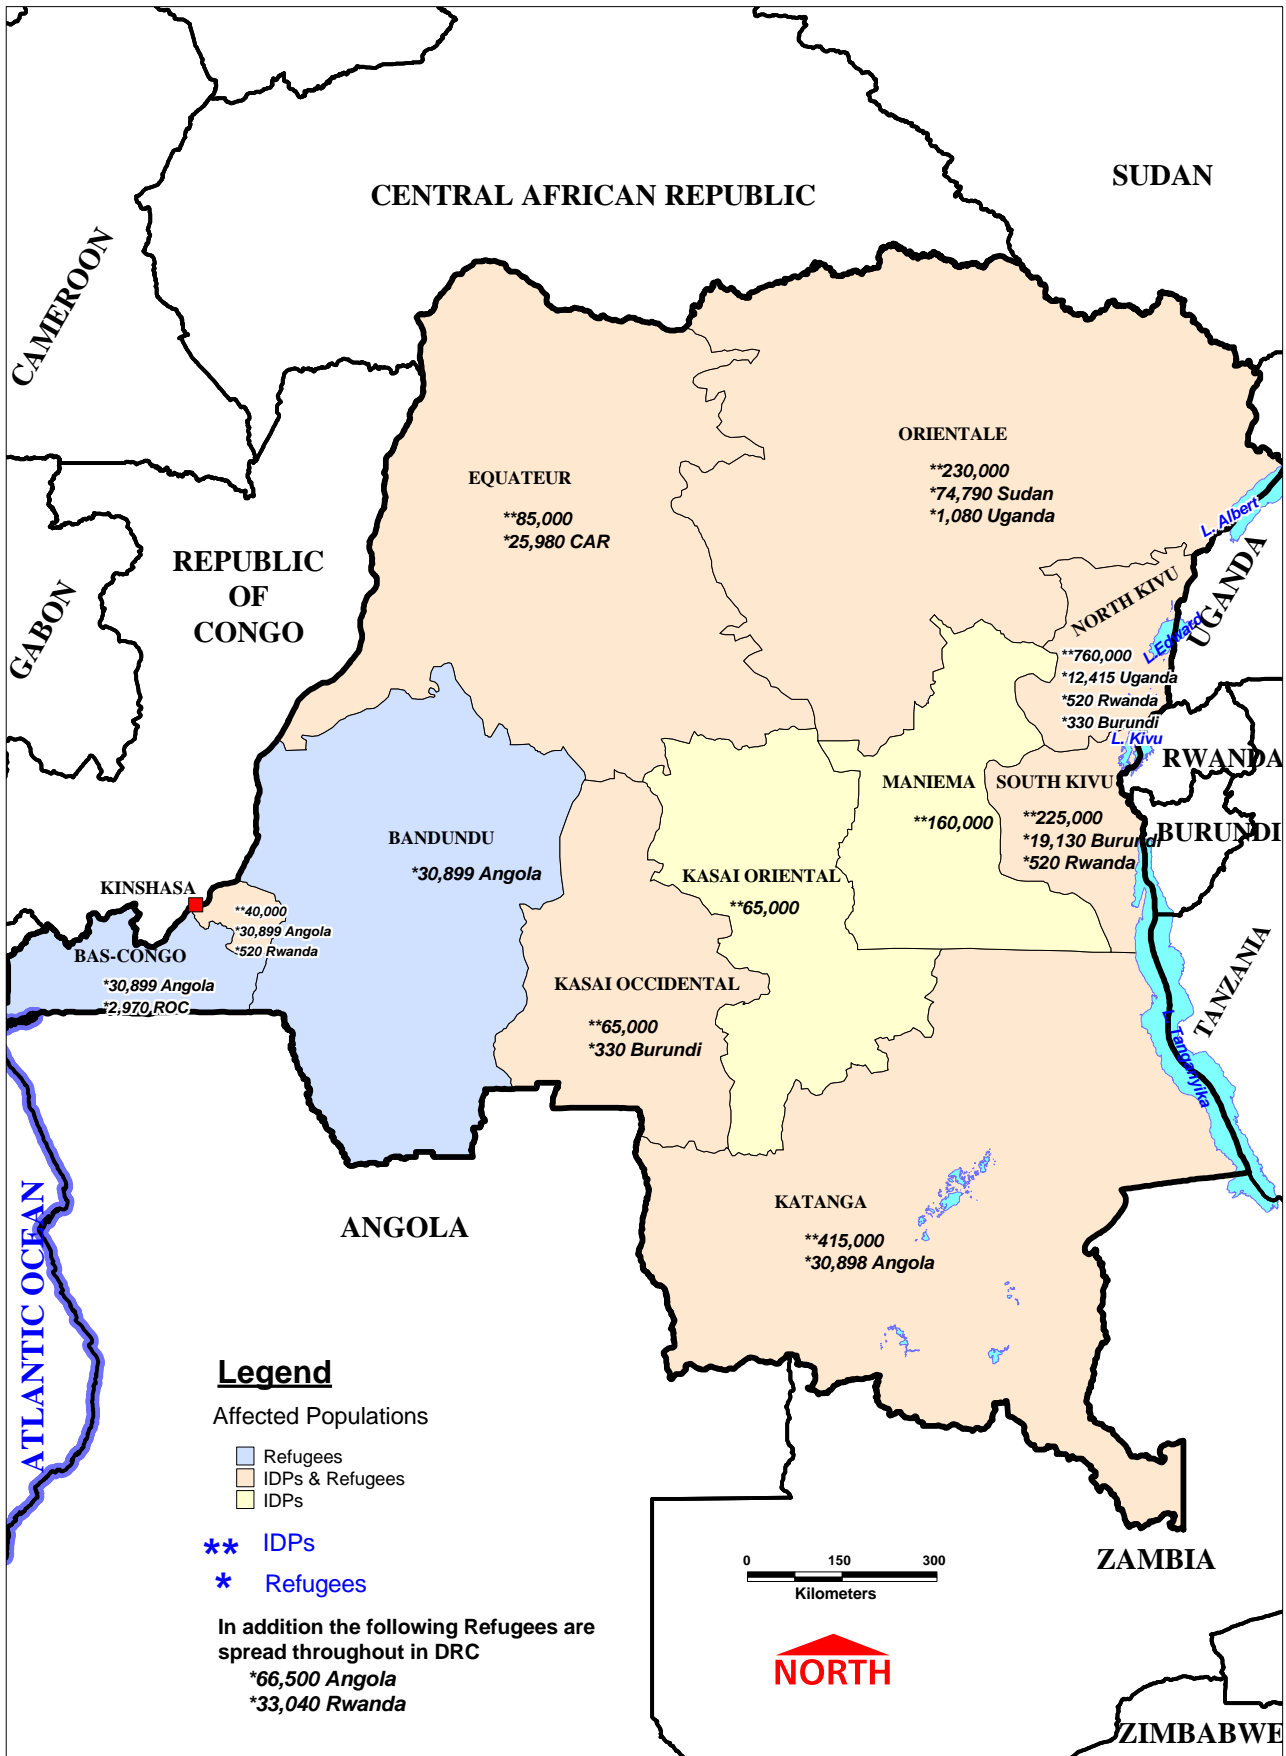 SUDAN
CENTRAL AFRICAN REPUBLIC
CAMEROON
ORIENTALE
**230,000
*74,790 Sudan
*1,080 Uganda
EQUATEUR
**85,000
*25,980 CAR
L. Albert
REPUBLIC
OF
CONGO
GABON
UGANDA
NORTH KIVU
L.Edward
**760,000
*12,415 Uganda
*520 Rwanda
*330 Burundi
L. Kivu
RWANDA
MANIEMA
**160,000
SOUTH KIVU
**225,000
*19,130 Burundi
*520 Rwanda
BURUNDI
BANDUNDU
*30,899 Angola
KASAI ORIENTAL
**65,000
KINSHASA
**40,000
*30,899 Angola
*520 Rwanda
BAS-CONGO
*30,899 Angola
*2,970 ROC
KASAI OCCIDENTAL
**65,000
*330 Burundi
TANZANIA
L. Tanganyika
KATANGA
**415,000
*30,898 Angola
ANGOLA
ATLANTIC OCEAN
Legend
Affected Populations
Refugees
IDPs & Refugees
IDPs
** IDPs
* Refugees
In addition the following Refugees are
spread throughout in DRC
*66,500 Angola
*33,040 Rwanda
0 150 300
Kilometers
NORTH
ZAMBIA
ZIMBABWE